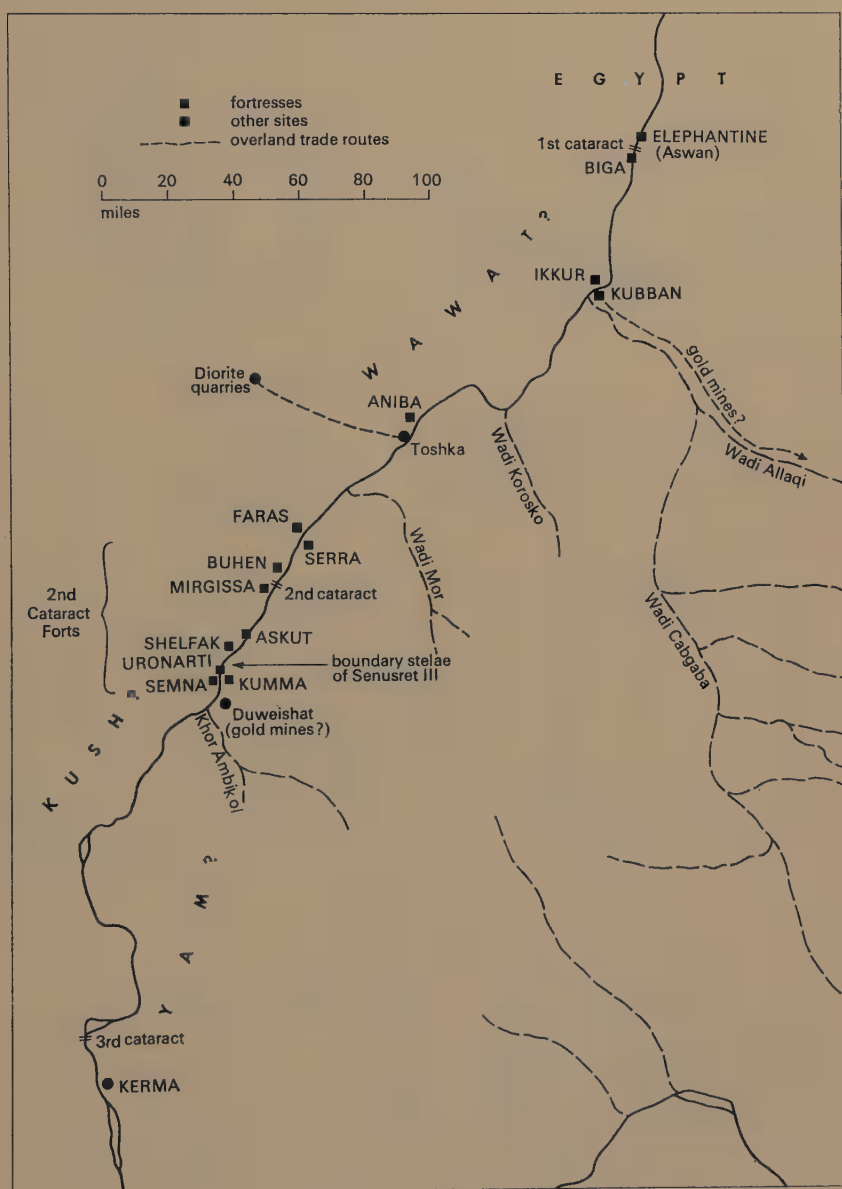 E G Y P T
fortresses
other sites
overland trade routes
0 20 40 60 80 100
miles
1st cataract
ELEPHANTINE
(Aswan)
BIGA
WAWAT?
IKKUR
KUBBAN
gold mines?
Wadi Allaqi
Diorite
quarries
ANIBA
Toshka
Wadi Korosko
FARAS
SERRA
Wadi Mor
BUHEN
MIRGISSA
2nd cataract
2nd
Cataract
Forts
SHELFAK
ASKUT
URONARTI
boundary stelae
of Senusret III
SEMNA
KUMMA
Wadi Cabgaba
Duweishat
(gold mines?)
Khor Ambikol
KUSH?
YAM?
3rd cataract
KERMA